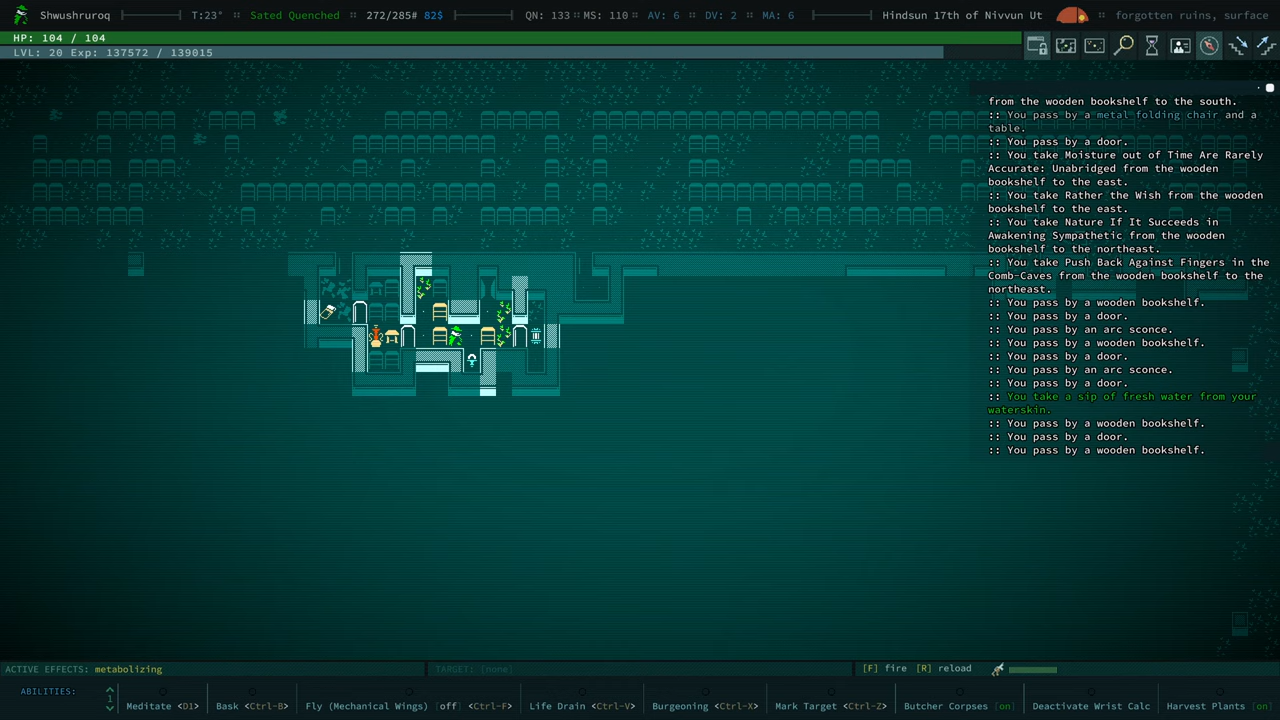 Shwushruroq T:23° :: Sated Quenched :: 272/285# 82$ QN: 133 :: MS: 110 :: AV: 6 :: DV: 2 :: MA: 6 Hindsun 17th of Nivvun Ut :: forgotten ruins, surface
HP: 104 / 104
LVL: 20 Exp: 137572 / 139015
from the wooden bookshelf to the south.
:: You pass by a metal folding chair and a
table.
:: You pass by a door.
:: You take Moisture out of Time Are Rarely
Accurate: Unabridged from the wooden
bookshelf to the east.
:: You take Rather the Wish from the wooden
bookshelf to the east.
:: You take Nature If It Succeeds in
Awakening Sympathetic from the wooden
bookshelf to the northeast.
:: You take Push Back Against Fingers in the
Comb-Caves from the wooden bookshelf to the
northeast.
:: You pass by a wooden bookshelf.
:: You pass by a door.
:: You pass by an arc sconce.
:: You pass by a wooden bookshelf.
:: You pass by a door.
:: You pass by an arc sconce.
:: You pass by a door.
:: You take a sip of fresh water from your
waterskin.
:: You pass by a wooden bookshelf.
:: You pass by a door.
:: You pass by a wooden bookshelf.
ACTIVE EFFECTS: metabolizing TARGET: [none] [F] fire [R] reload
ABILITIES: 1 Meditate <D1> Bask <Ctrl-B> Fly (Mechanical Wings) [off] <Ctrl-F> Life Drain <Ctrl-V> Burgeoning <Ctrl-X> Mark Target <Ctrl-Z> Butcher Corpses [on] Deactivate Wrist Calc Harvest Plants [on]